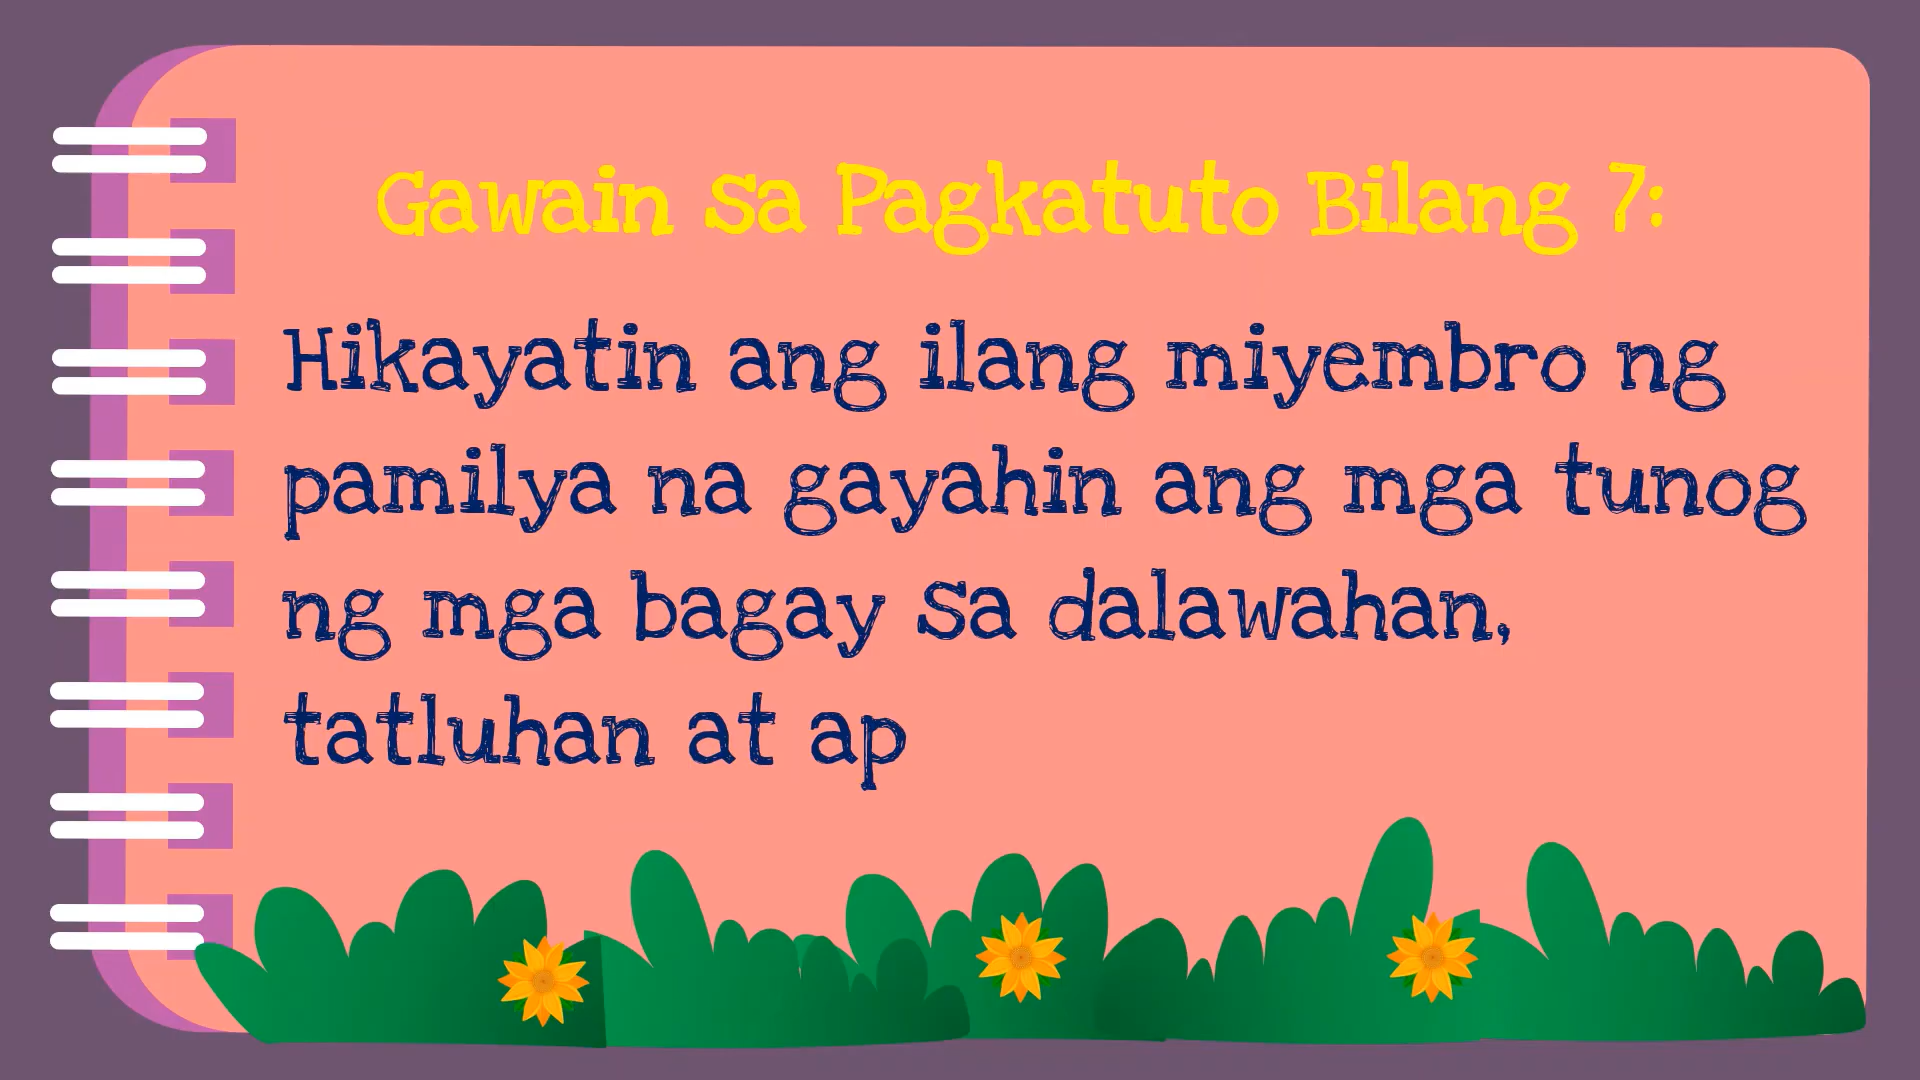 Gawain sa Pagkatuto Bilang 7:
Hikayatin ang ilang miyembro ng
pamilya na gayahin ang mga tunog
ng mga bagay sa dalawahan,
tatluhan at ap